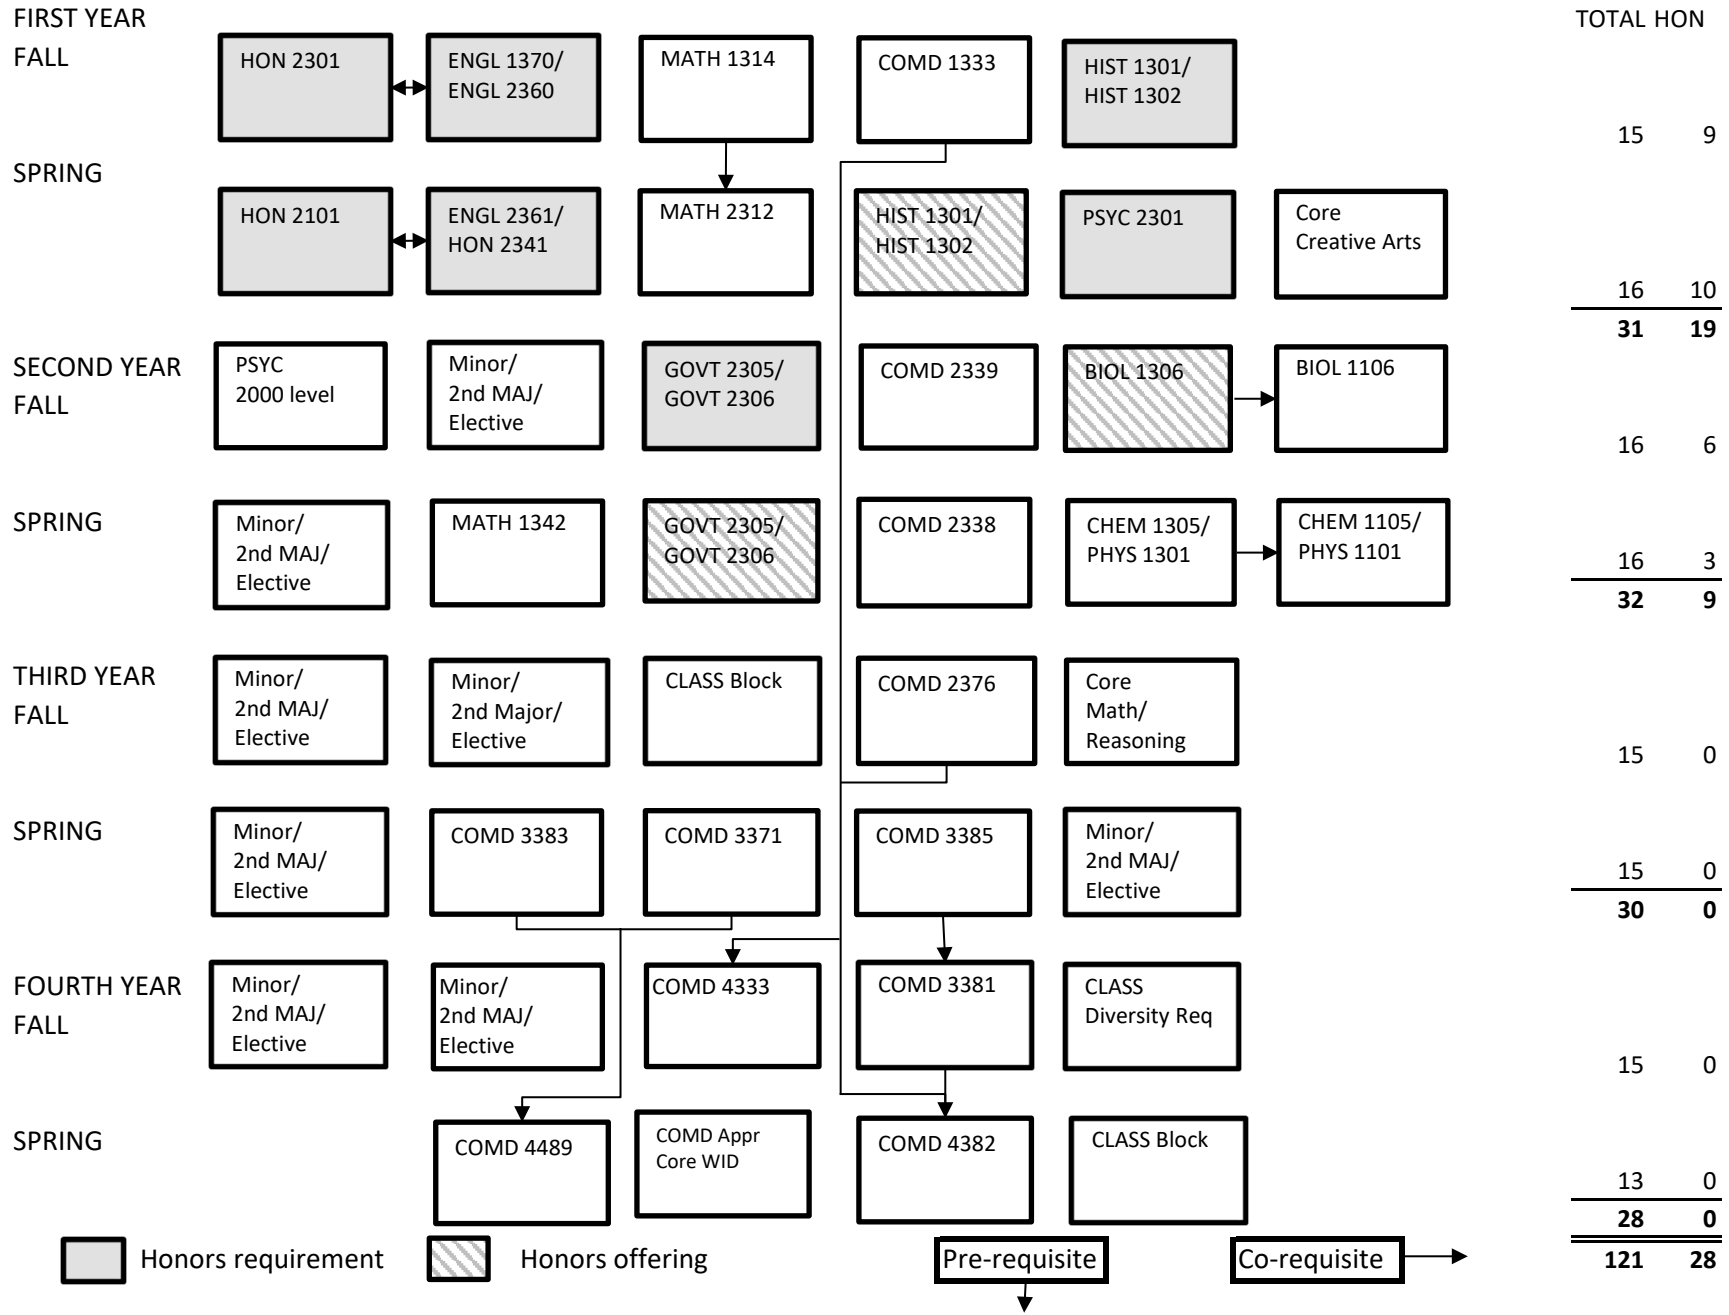 FIRST YEAR
FALL
TOTAL HON
HON 2301
ENGL 1370/
ENGL 2360
MATH 1314
COMD 1333
HIST 1301/
HIST 1302
15 9
SPRING
HON 2101
ENGL 2361/
HON 2341
MATH 2312
HIST 1301/
HIST 1302
PSYC 2301
Core
Creative Arts
16 10
31 19
SECOND YEAR
FALL
PSYC
2000 level
Minor/
2nd MAJ/
Elective
GOVT 2305/
GOVT 2306
COMD 2339
BIOL 1306
BIOL 1106
16 6
SPRING
Minor/
2nd MAJ/
Elective
MATH 1342
GOVT 2305/
GOVT 2306
COMD 2338
CHEM 1305/
PHYS 1301
CHEM 1105/
PHYS 1101
16 3
32 9
THIRD YEAR
FALL
Minor/
2nd MAJ/
Elective
Minor/
2nd Major/
Elective
CLASS Block
COMD 2376
Core
Math/
Reasoning
15 0
SPRING
Minor/
2nd MAJ/
Elective
COMD 3383
COMD 3371
COMD 3385
Minor/
2nd MAJ/
Elective
15 0
30 0
FOURTH YEAR
FALL
Minor/
2nd MAJ/
Elective
Minor/
2nd MAJ/
Elective
COMD 4333
COMD 3381
CLASS
Diversity Req
15 0
SPRING
COMD 4489
COMD Appr
Core WID
COMD 4382
CLASS Block
13 0
28 0
121 28
Honors requirement
Honors offering
Pre-requisite
Co-requisite